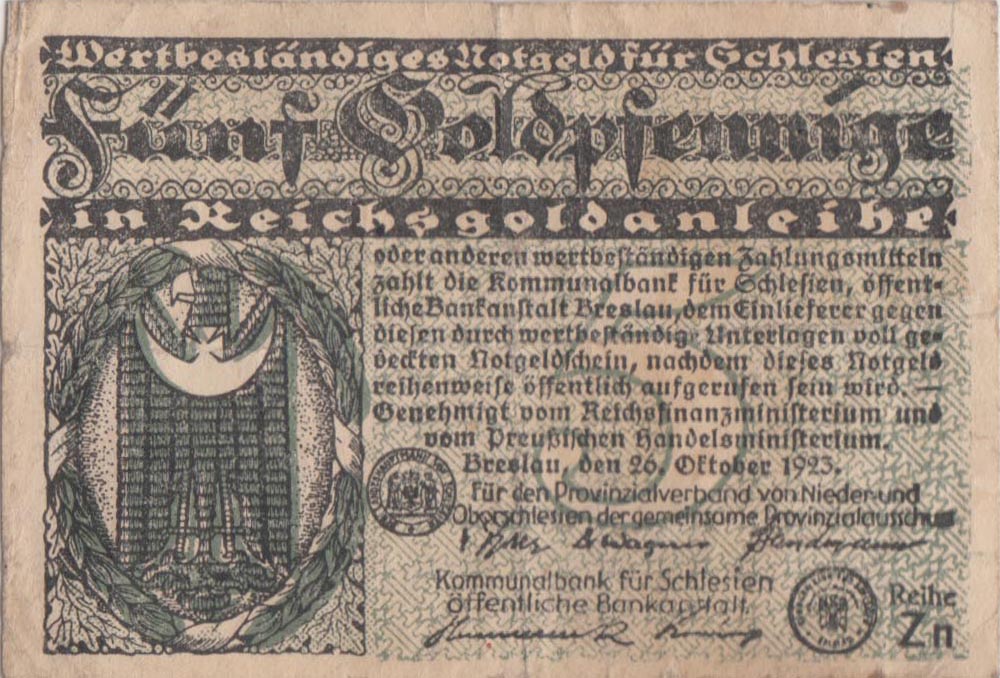 Wertbeständiges Notgeld für Schlesien
Fünf Goldpfennige
in Reichsgoldanleihe
oder anderen wertbeständigen Zahlungsmitteln
zahlt die Kommunalbank für Schlesien, öffent-
liche Bankanstalt Breslau, dem Einlieferer gegen
diesen durch wertbeständig. Unterlagen voll ge-
deckten Notgeldschein, nachdem dieses Notgeld
reihenweise öffentlich aufgerufen sein wird. —
Genehmigt vom Reichsfinanzministerium und
vom Preußischen Handelsministerium.
Breslau, den 26. Oktober 1923.
Für den Provinzialverband von Nieder- und
Oberschlesien der gemeinsame Provinzialausschuss
Kommunalbank für Schlesien
öffentliche Bankanstalt.
Reihe
Zn
5